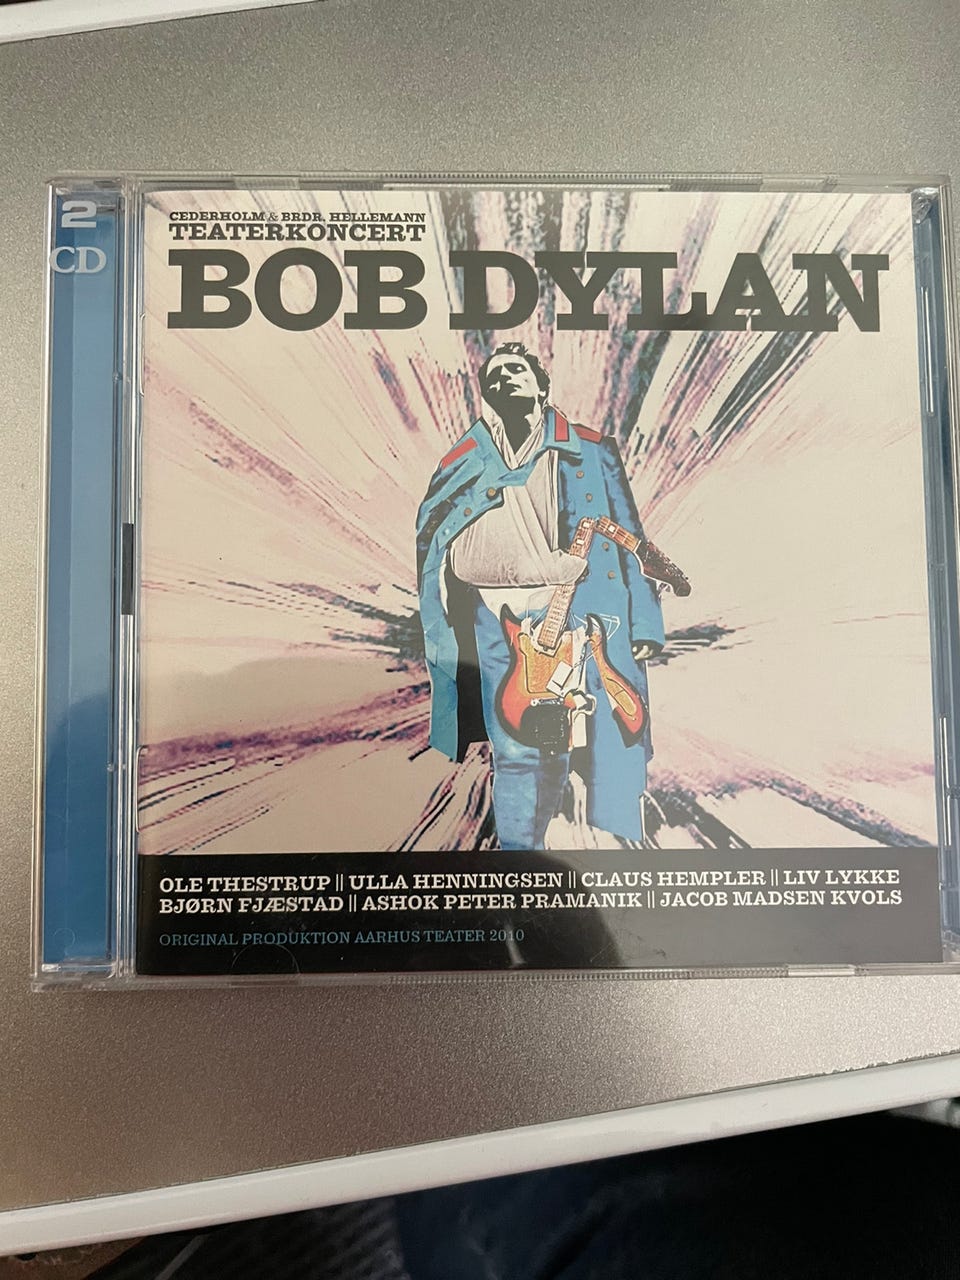 2
CD
CEDERHOLM & BRDR. HELLEMANN
TEATERKONCERT
BOB DYLAN
OLE THESTRUP || ULLA HENNINGSEN || CLAUS HEMPLER || LIV LYKKE
BJØRN FJÆSTAD || ASHOK PETER PRAMANIK || JACOB MADSEN KVOLS
ORIGINAL PRODUKTION AARHUS TEATER 2010